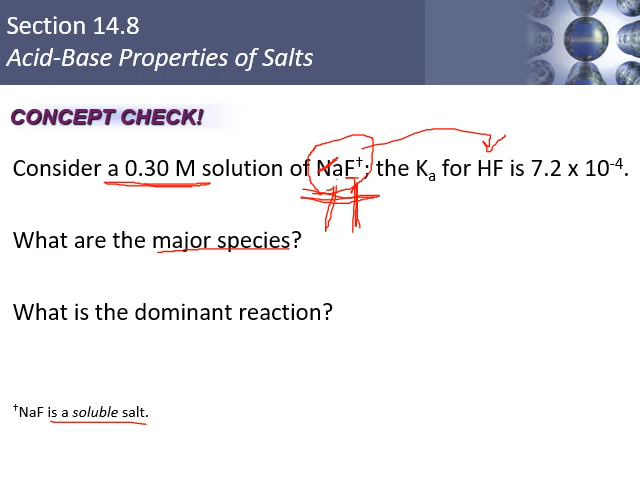 Section 14.8
Acid-Base Properties of Salts
CONCEPT CHECK!
Consider a 0.30 M solution of NaF†; the Ka for HF is 7.2 x 10-4.
What are the major species?
What is the dominant reaction?
†NaF is a soluble salt.